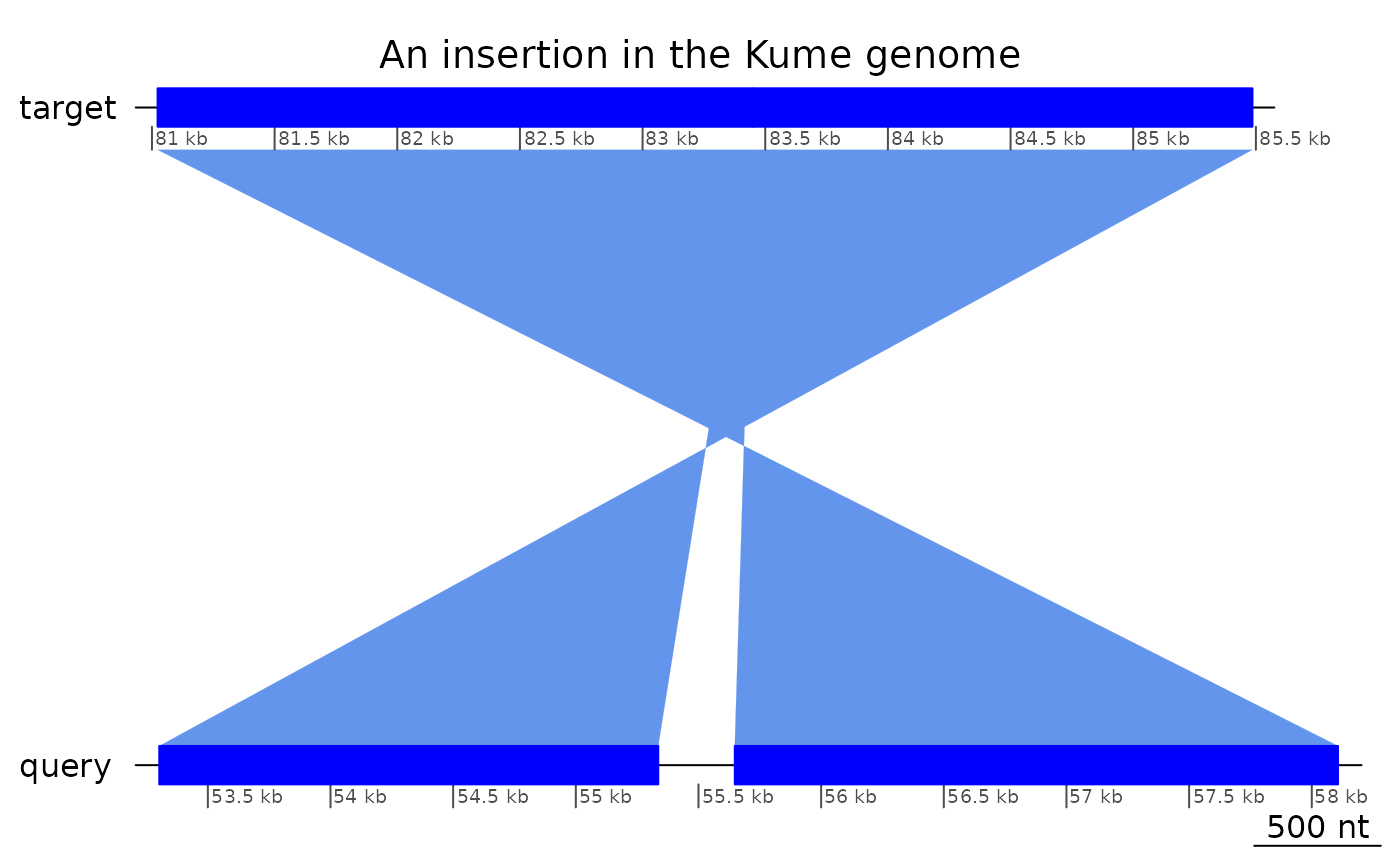 An insertion in the Kume genome
target
81 kb 81.5 kb 82 kb 82.5 kb 83 kb 83.5 kb 84 kb 84.5 kb 85 kb 85.5 kb
query
53.5 kb 54 kb 54.5 kb 55 kb 55.5 kb 56 kb 56.5 kb 57 kb 57.5 kb 58 kb
500 nt